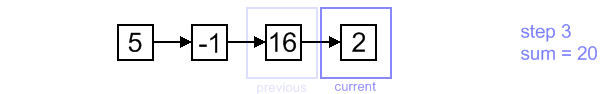 5 -1 16 2
previous
current
step 3
sum = 20